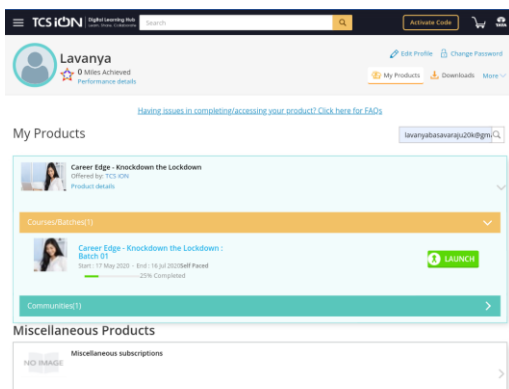 TCS iON Digital Learning Hub Search Activate Code
Learn. Share. Collaborate.
Lavanya
0 Miles Achieved
Performance details
Edit Profile Change Password
My Products Downloads More
Having issues in completing/accessing your product? Click here for FAQs
My Products
lavanyabasavaraju20k@gm
Career Edge - Knockdown the Lockdown
Offered by: TCS ION
Product details
Courses/Batches(1)
Career Edge - Knockdown the Lockdown :
Batch 01
Start : 17 May 2020 - End : 16 Jul 2020Self Paced
25% Completed
LAUNCH
Communities(1)
Miscellaneous Products
NO IMAGE
Miscellaneous subscriptions